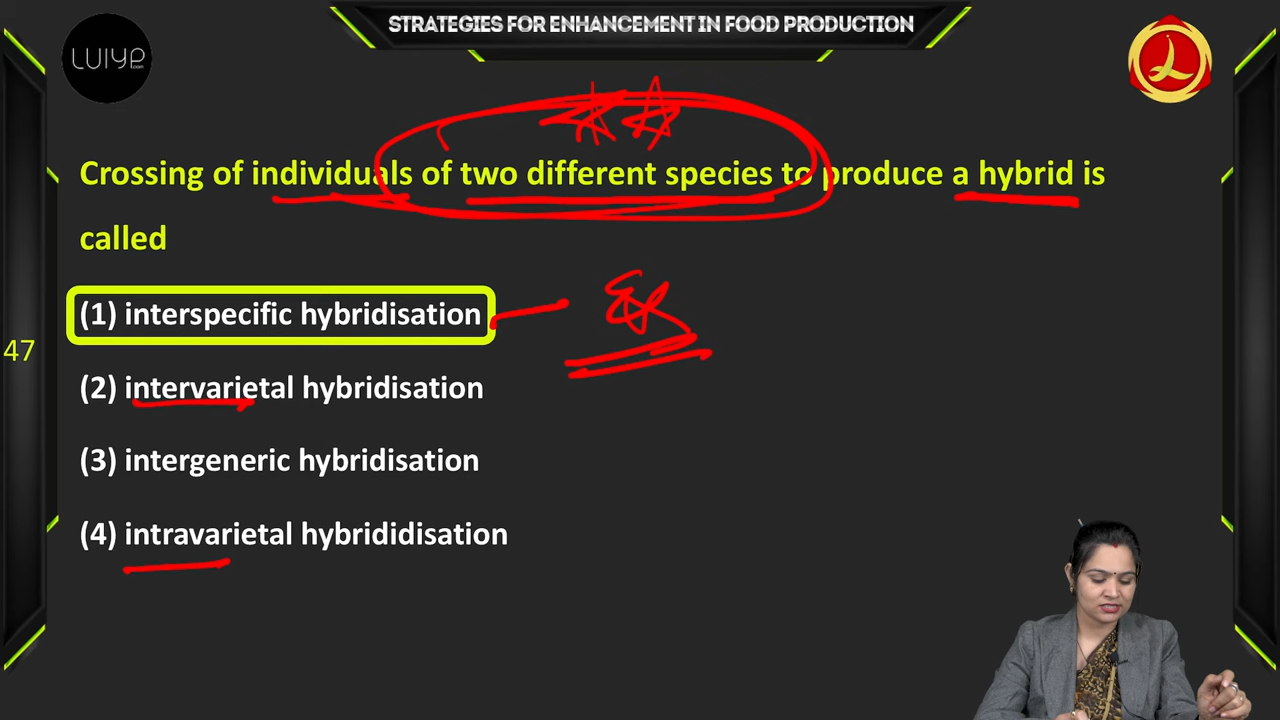 STRATEGIES FOR ENHANCEMENT IN FOOD PRODUCTION
LUIYP
.com
Crossing of individuals of two different species to produce a hybrid is
called
(1) interspecific hybridisation
47
(2) intervarietal hybridisation
(3) intergeneric hybridisation
(4) intravarietal hybrididisation